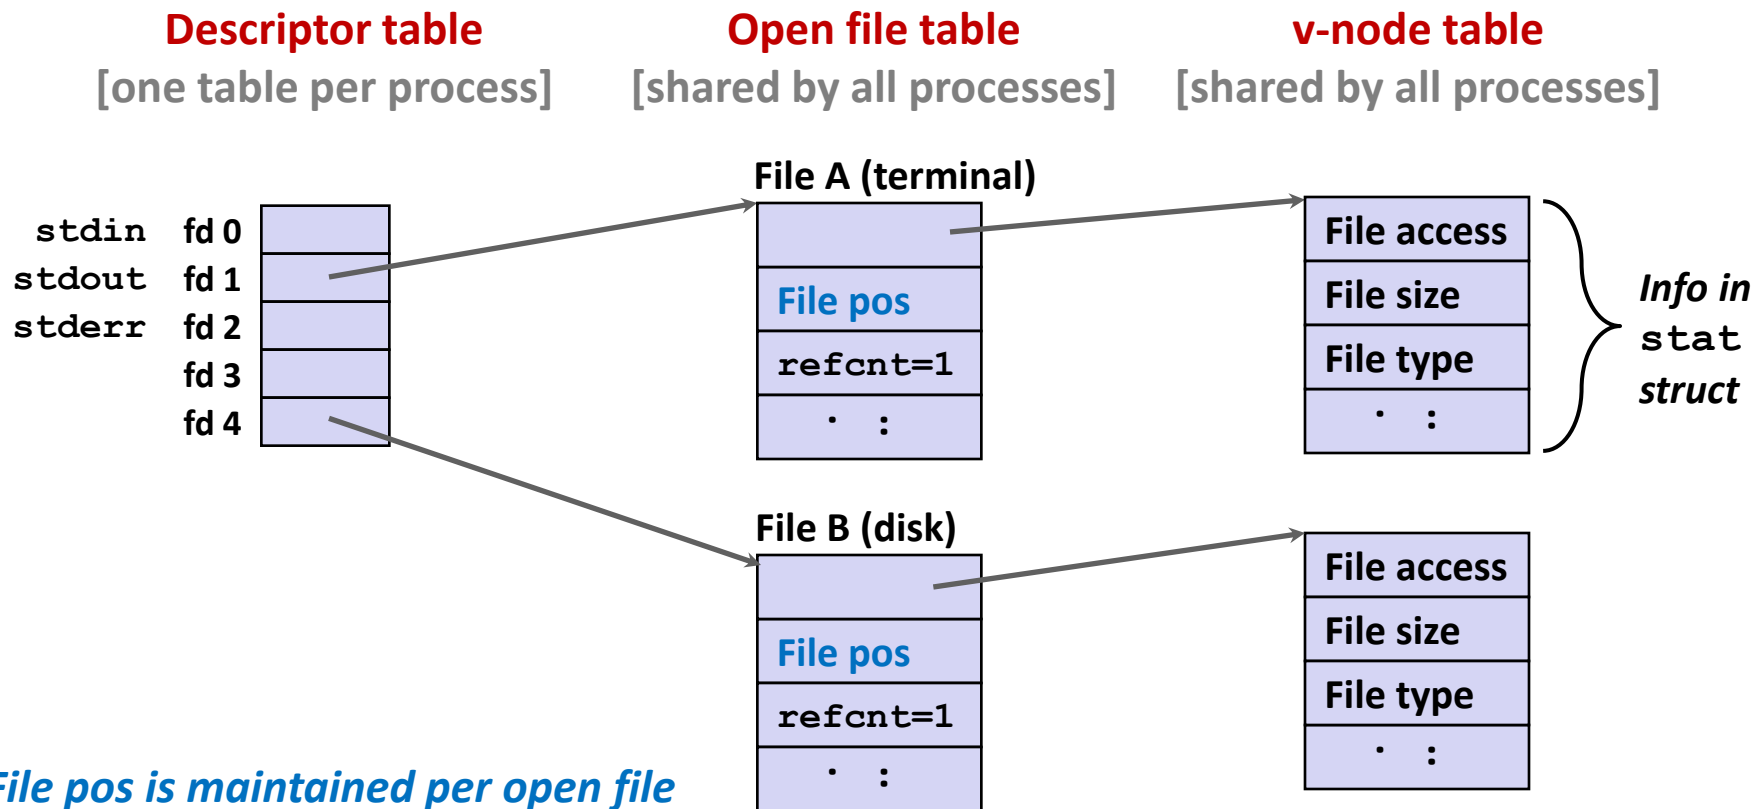 Descriptor table
[one table per process]
Open file table
[shared by all processes]
v-node table
[shared by all processes]
stdin fd 0
stdout fd 1
stderr fd 2
fd 3
fd 4
File A (terminal)
File pos
refcnt=1
File access
File size
File type
Info in
stat
struct
File B (disk)
File pos
refcnt=1
File access
File size
File type
File pos is maintained per open file